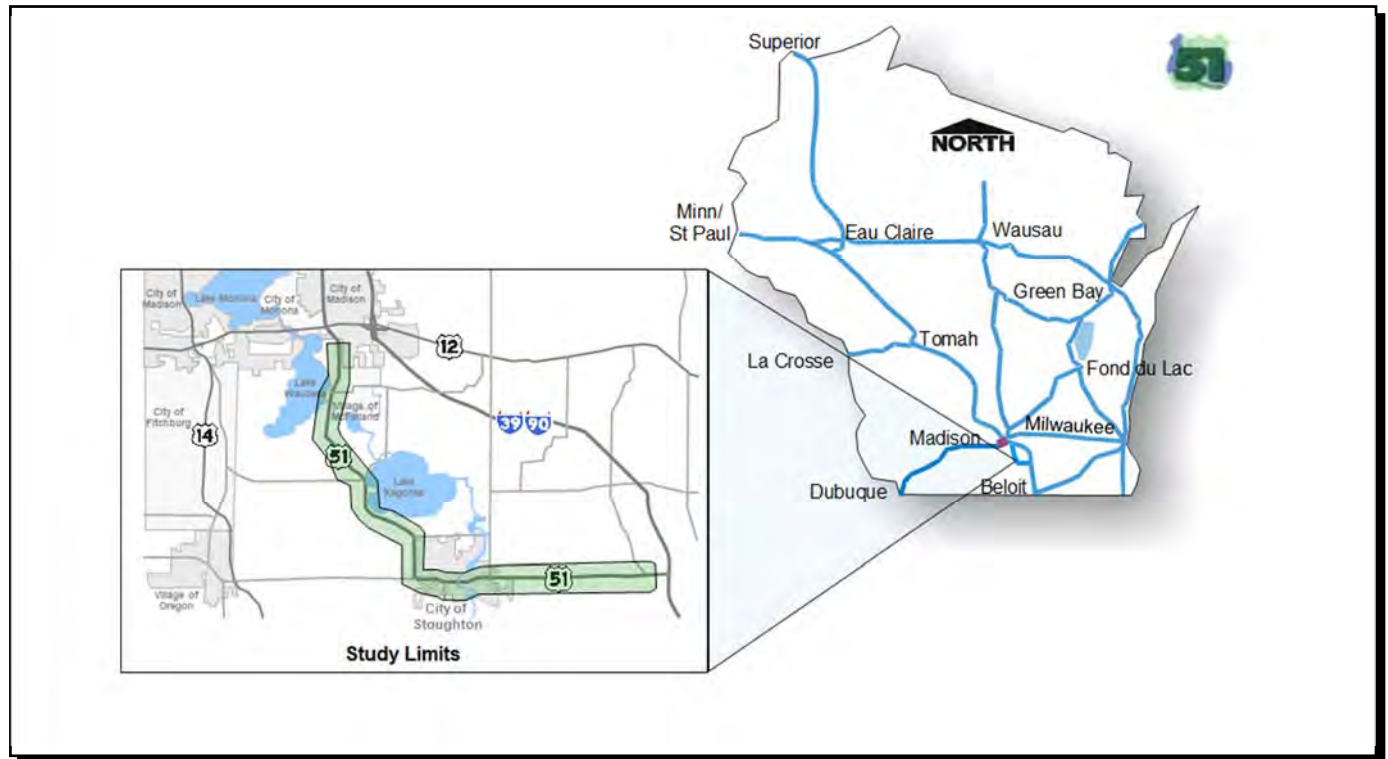 Superior
51
NORTH
Minn/
St Paul
Eau Claire
Wausau
Green Bay
Tomah
La Crosse
Fond du Lac
Madison
Milwaukee
Dubuque
Beloit
City of
Madison
Lake Monona
City of
Monona
City of
Madison
12
Lake
Waubesa
Village of
McFarland
City of
Fitchburg
14
39
90
51
Lake
Kegonsa
51
Village of
Oregon
City of
Stoughton
Study Limits